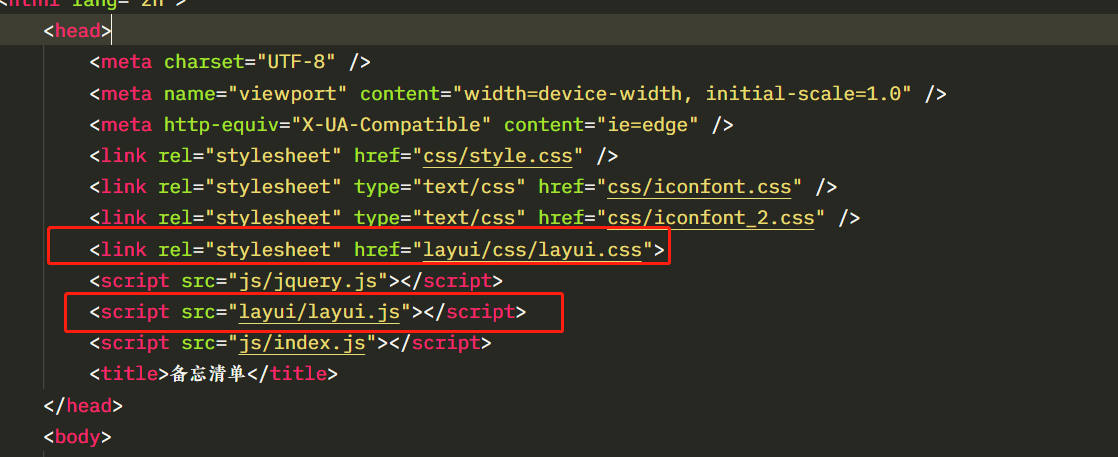 <html lang="zh">
<head>
<meta charset="UTF-8" />
<meta name="viewport" content="width=device-width, initial-scale=1.0" />
<meta http-equiv="X-UA-Compatible" content="ie=edge" />
<link rel="stylesheet" href="css/style.css" />
<link rel="stylesheet" type="text/css" href="css/iconfont.css" />
<link rel="stylesheet" type="text/css" href="css/iconfont_2.css" />
<link rel="stylesheet" href="layui/css/layui.css">
<script src="js/jquery.js"></script>
<script src="layui/layui.js"></script>
<script src="js/index.js"></script>
<title>备忘清单</title>
</head>
<body>